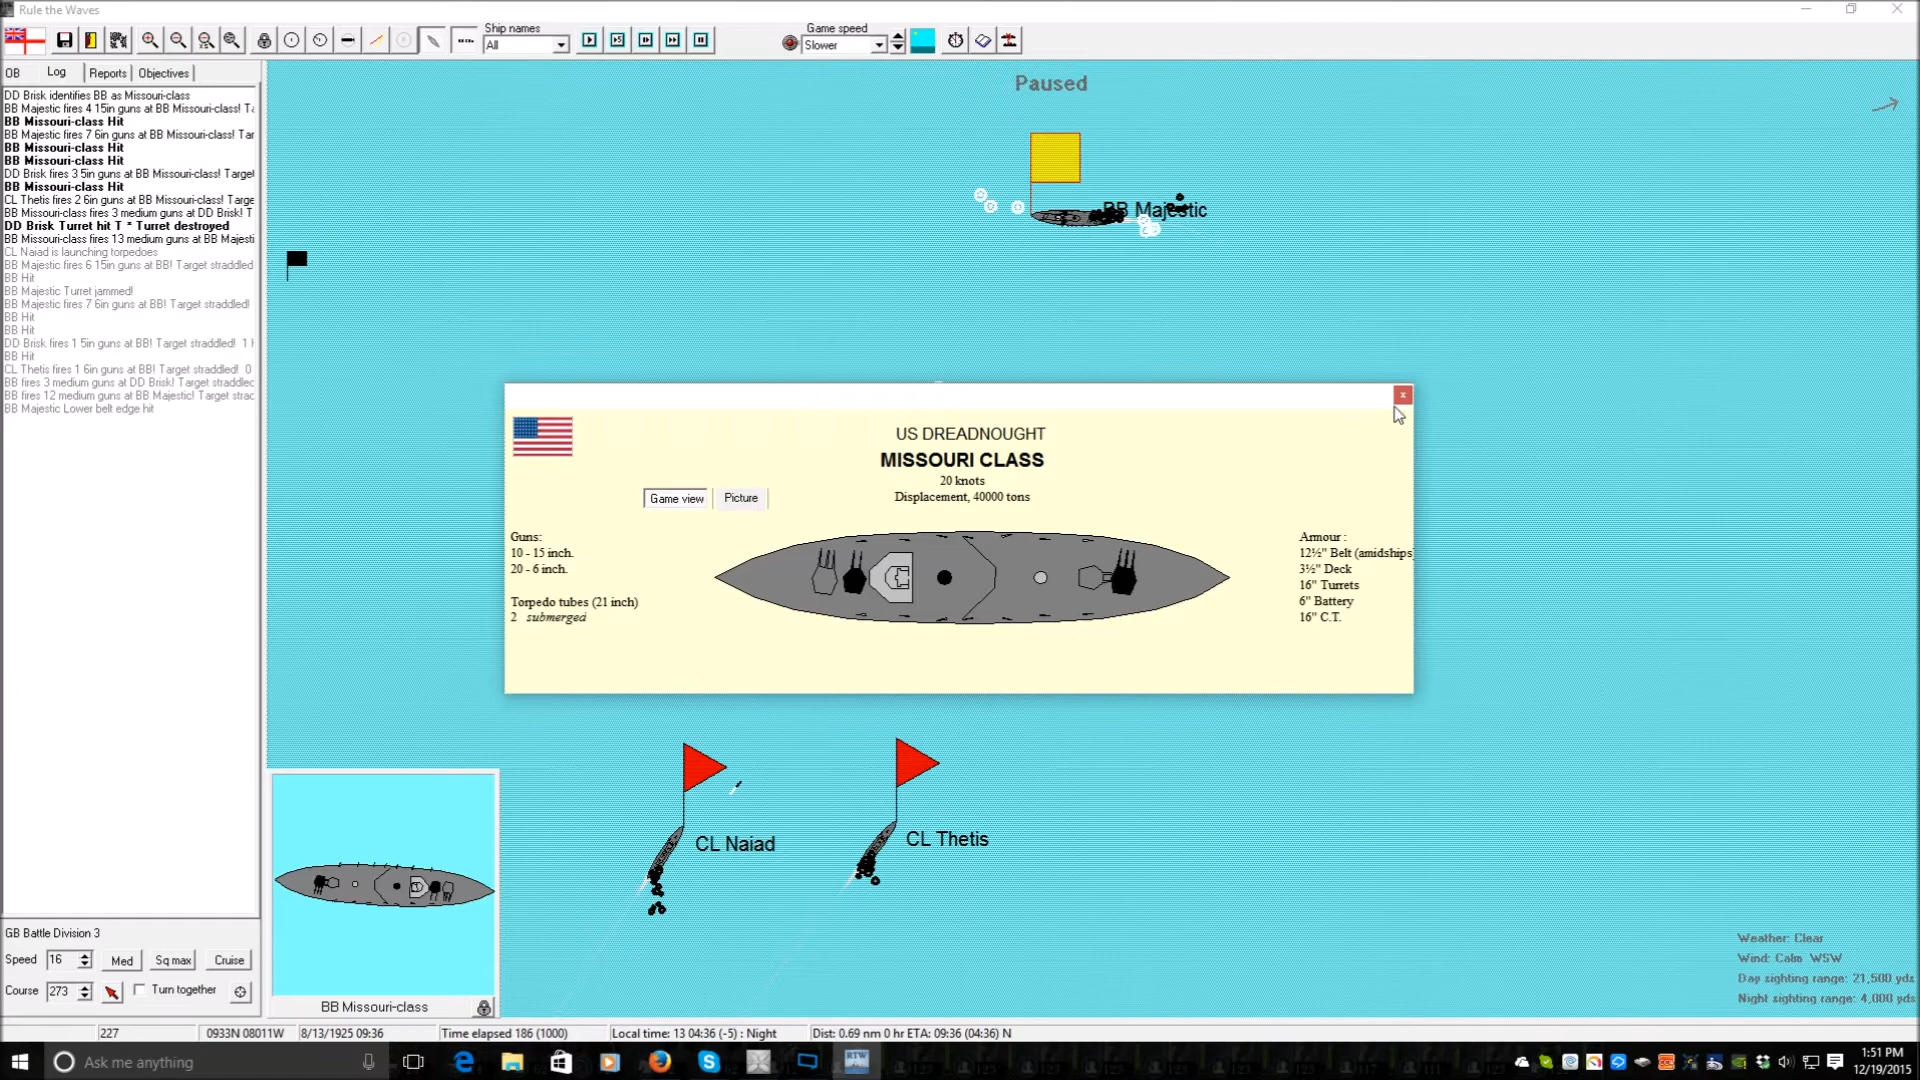 Rule the Waves
Ship names
All
Game speed
Slower
OB
Log
Reports
Objectives
DD Brisk identifies BB as Missouri-class
BB Majestic fires 4 15in guns at BB Missouri-class! Ta
BB Missouri-class Hit
BB Majestic fires 7 6in guns at BB Missouri-class! Tar
BB Missouri-class Hit
BB Missouri-class Hit
DD Brisk fires 3 5in guns at BB Missouri-class! Target
BB Missouri-class Hit
CL Thetis fires 2 6in guns at BB Missouri-class! Targe
BB Missouri-class fires 3 medium guns at DD Brisk! T
DD Brisk Turret hit T * Turret destroyed
BB Missouri-class fires 13 medium guns at BB Majesti
CL Naiad is launching torpedoes
BB Majestic fires 6 15in guns at BB! Target straddled
BB Hit
BB Majestic Turret jammed!
BB Majestic fires 7 6in guns at BB! Target straddled!
BB Hit
BB Hit
DD Brisk fires 1 5in guns at BB! Target straddled! 1 h
BB Hit
CL Thetis fires 1 6in guns at BB! Target straddled! 0
BB fires 3 medium guns at DD Brisk! Target straddled
BB fires 12 medium guns at BB Majestic! Target strad
BB Majestic Lower belt edge hit
Paused
BB Majestic
x
US DREADNOUGHT
MISSOURI CLASS
20 knots
Displacement, 40000 tons
Game view
Picture
Guns:
10 - 15 inch.
20 - 6 inch.
Torpedo tubes (21 inch)
2 submerged
Armour :
12½" Belt (amidships)
3½" Deck
16" Turrets
6" Battery
16" C.T.
CL Naiad
CL Thetis
BB Missouri-class
GB Battle Division 3
Speed 16 Med Sq max Cruise
Course 273 Turn together
Weather: Clear
Wind: Calm WSW
Day sighting range: 21,500 yds
Night sighting range: 4,000 yds
227 0933N 08011W 8/13/1925 09:36 Time elapsed 186 (1000) Local time: 13 04:36 (-5) : Night Dist: 0.69 nm 0 hr ETA: 09:36 (04:36) N
Ask me anything
RTW
1:51 PM
12/19/2015